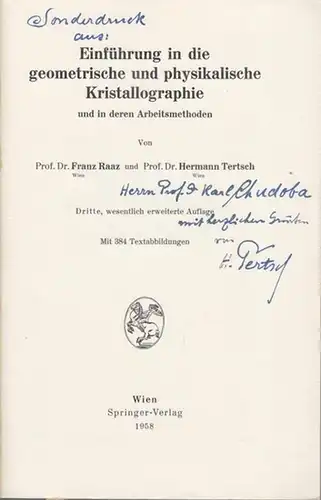 Sonderdruck
aus:
Einführung in die
geometrische und physikalische
Kristallographie
und in deren Arbeitsmethoden
Von
Prof. Dr. Franz Raaz und Prof. Dr. Hermann Tertsch
Wien Wien
Herrn Prof. Dr Karl Chudoba
Dritte, wesentlich erweiterte Auflage
mit herzlichen Grüßen
Mit 384 Textabbildungen
von
H. Tertsch
Wien
Springer-Verlag
1958